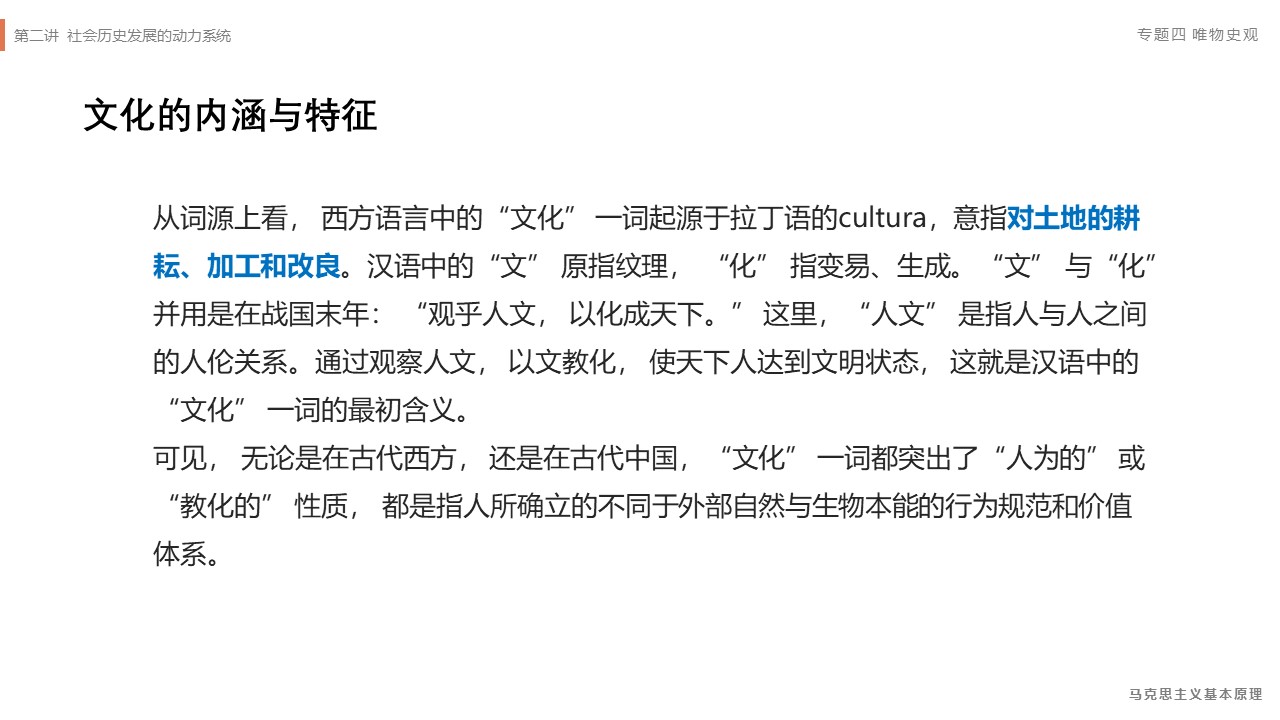 第二讲 社会历史发展的动力系统
专题四 唯物史观
文化的内涵与特征
从词源上看， 西方语言中的“文化” 一词起源于拉丁语的cultura，意指对土地的耕
耘、加工和改良。汉语中的“文” 原指纹理， “化” 指变易、生成。“文” 与“化”
并用是在战国末年： “观乎人文， 以化成天下。” 这里， “人文” 是指人与人之间
的人伦关系。通过观察人文， 以文教化， 使天下人达到文明状态， 这就是汉语中的
“文化” 一词的最初含义。
可见， 无论是在古代西方， 还是在古代中国， “文化” 一词都突出了“人为的” 或
“教化的” 性质， 都是指人所确立的不同于外部自然与生物本能的行为规范和价值
体系。
马克思主义基本原理